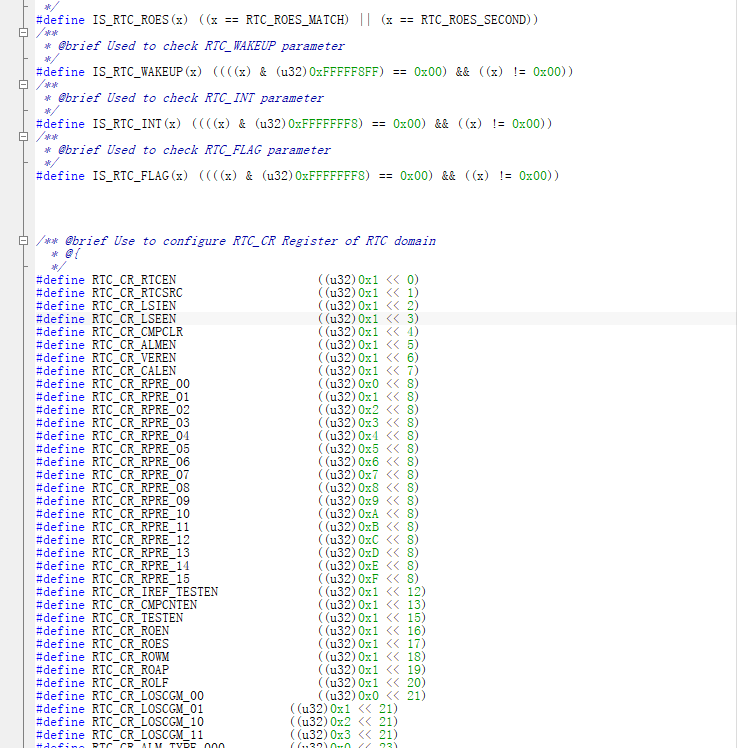 */
#define IS_RTC_ROES(x) ((x == RTC_ROES_MATCH) || (x == RTC_ROES_SECOND))
/**
* @brief Used to check RTC_WAKEUP parameter
*/
#define IS_RTC_WAKEUP(x) ((((x) & (u32)0xFFFFF8FF) == 0x00) && ((x) != 0x00))
/**
* @brief Used to check RTC_INT parameter
*/
#define IS_RTC_INT(x) ((((x) & (u32)0xFFFFFFF8) == 0x00) && ((x) != 0x00))
/**
* @brief Used to check RTC_FLAG parameter
*/
#define IS_RTC_FLAG(x) ((((x) & (u32)0xFFFFFFF8) == 0x00) && ((x) != 0x00))
/** @brief Use to configure RTC_CR Register of RTC domain
* @{
*/
#define RTC_CR_RTCEN ((u32)0x1 << 0)
#define RTC_CR_RTCSRC ((u32)0x1 << 1)
#define RTC_CR_LSIEN ((u32)0x1 << 2)
#define RTC_CR_LSEEN ((u32)0x1 << 3)
#define RTC_CR_CMPCLR ((u32)0x1 << 4)
#define RTC_CR_ALMEN ((u32)0x1 << 5)
#define RTC_CR_VEREN ((u32)0x1 << 6)
#define RTC_CR_CALEN ((u32)0x1 << 7)
#define RTC_CR_RPRE_00 ((u32)0x0 << 8)
#define RTC_CR_RPRE_01 ((u32)0x1 << 8)
#define RTC_CR_RPRE_02 ((u32)0x2 << 8)
#define RTC_CR_RPRE_03 ((u32)0x3 << 8)
#define RTC_CR_RPRE_04 ((u32)0x4 << 8)
#define RTC_CR_RPRE_05 ((u32)0x5 << 8)
#define RTC_CR_RPRE_06 ((u32)0x6 << 8)
#define RTC_CR_RPRE_07 ((u32)0x7 << 8)
#define RTC_CR_RPRE_08 ((u32)0x8 << 8)
#define RTC_CR_RPRE_09 ((u32)0x9 << 8)
#define RTC_CR_RPRE_10 ((u32)0xA << 8)
#define RTC_CR_RPRE_11 ((u32)0xB << 8)
#define RTC_CR_RPRE_12 ((u32)0xC << 8)
#define RTC_CR_RPRE_13 ((u32)0xD << 8)
#define RTC_CR_RPRE_14 ((u32)0xE << 8)
#define RTC_CR_RPRE_15 ((u32)0xF << 8)
#define RTC_CR_IREF_TESTEN ((u32)0x1 << 12)
#define RTC_CR_CMPCNTEN ((u32)0x1 << 13)
#define RTC_CR_TESTEN ((u32)0x1 << 15)
#define RTC_CR_ROEN ((u32)0x1 << 16)
#define RTC_CR_ROES ((u32)0x1 << 17)
#define RTC_CR_ROWM ((u32)0x1 << 18)
#define RTC_CR_ROAP ((u32)0x1 << 19)
#define RTC_CR_ROLF ((u32)0x1 << 20)
#define RTC_CR_LOSCGM_00 ((u32)0x0 << 21)
#define RTC_CR_LOSCGM_01 ((u32)0x1 << 21)
#define RTC_CR_LOSCGM_10 ((u32)0x2 << 21)
#define RTC_CR_LOSCGM_11 ((u32)0x3 << 21)
#define RTC_CR_ALM_TYPE_000 ((u32)0x0 << 23)